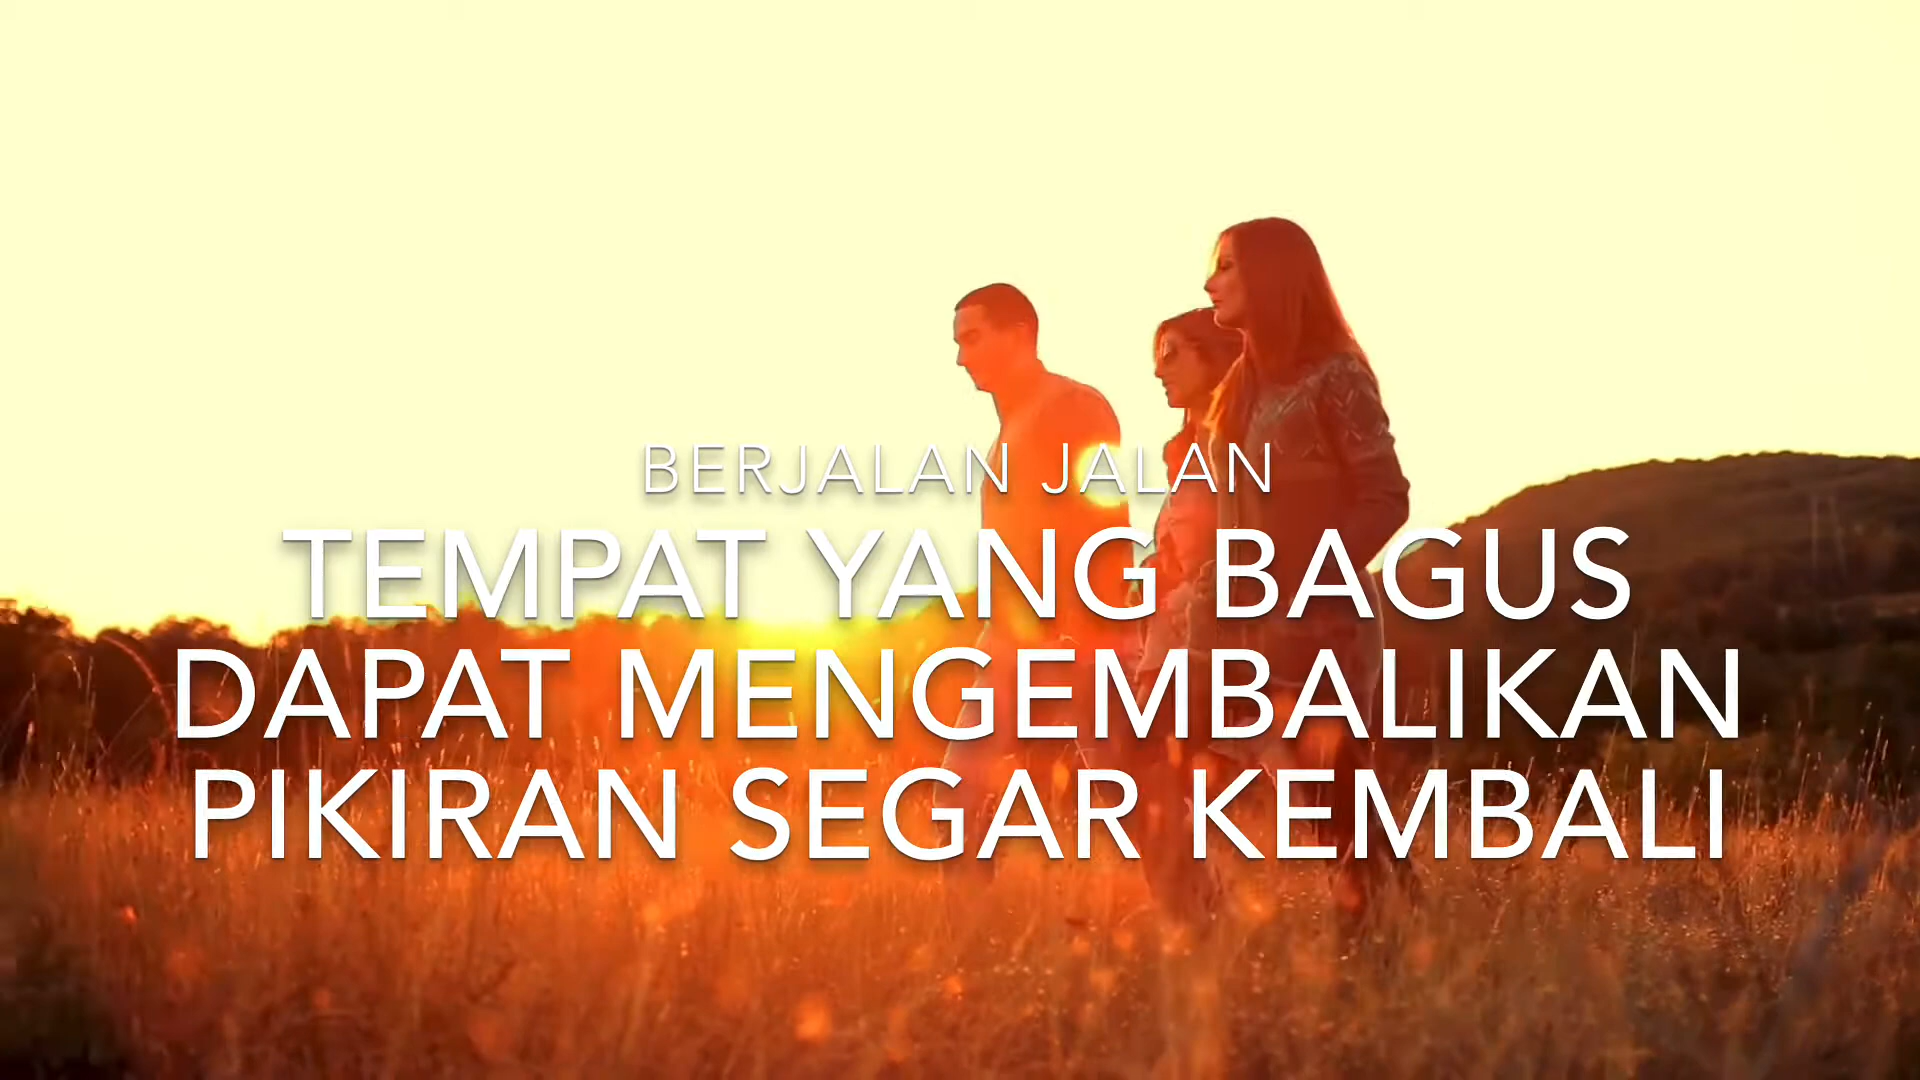 BERJALAN JALAN
TEMPAT YANG BAGUS
DAPAT MENGEMBALIKAN
PIKIRAN SEGAR KEMBALI